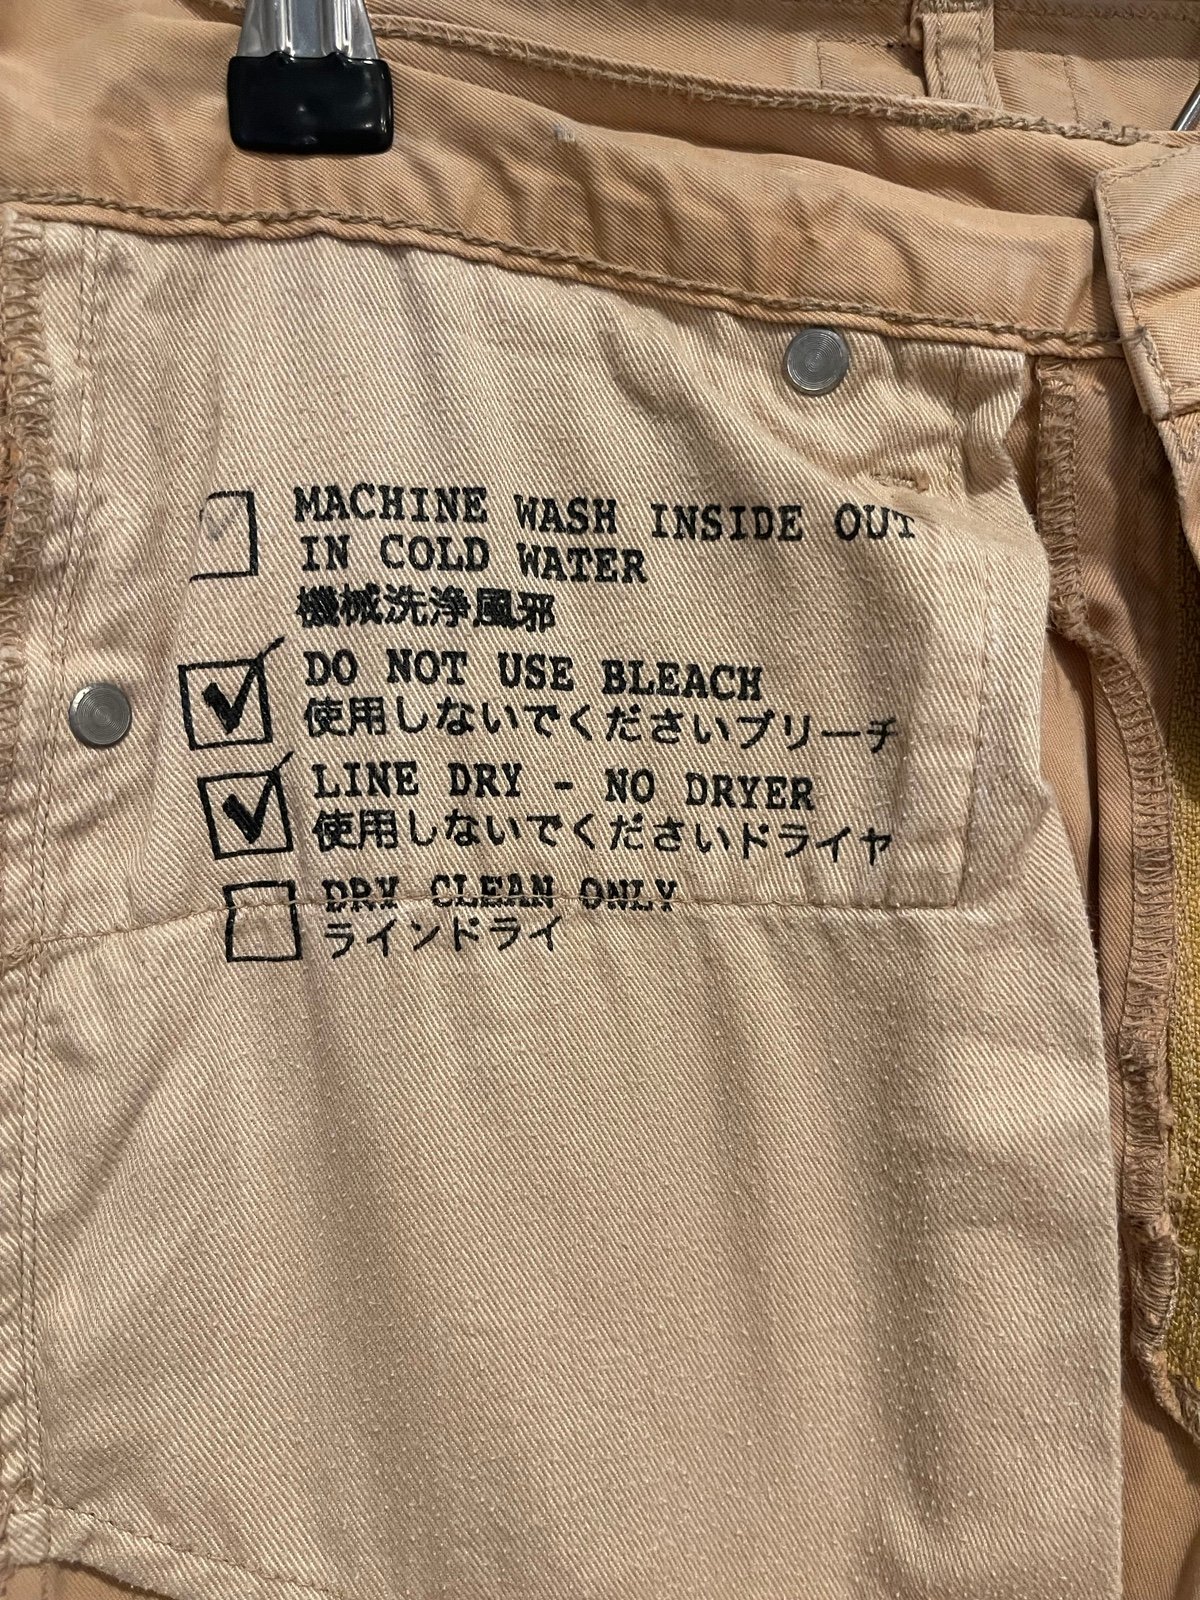 MACHINE WASH INSIDE OUT
IN COLD WATER
機械洗浄風邪
DO NOT USE BLEACH
使用しないでくださいブリーチ
LINE DRY - NO DRYER
使用しないでくださいドライヤ
DRY CLEAN ONLY
ラインドライ